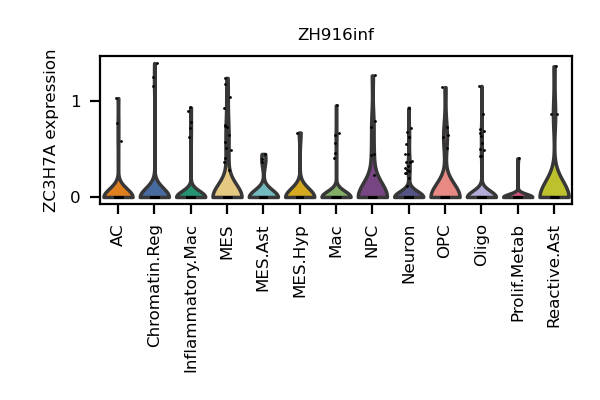 ZH916inf
ZC3H7A expression
1
0
AC
Chromatin.Reg
Inflammatory.Mac
MES
MES.Ast
MES.Hyp
Mac
NPC
Neuron
OPC
Oligo
Prolif.Metab
Reactive.Ast